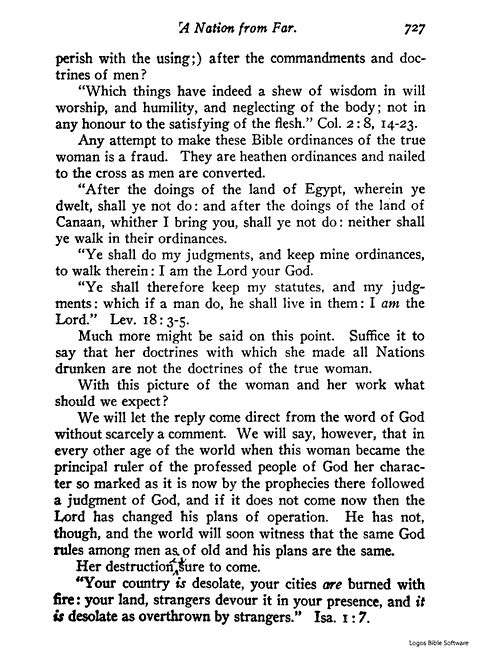 'A Nation from Far. 727
perish with the using;) after the commandments and doc-
trines of men?
"Which things have indeed a shew of wisdom in will
worship, and humility, and neglecting of the body; not in
any honour to the satisfying of the flesh." Col. 2:8, 14-23.
Any attempt to make these Bible ordinances of the true
woman is a fraud. They are heathen ordinances and nailed
to the cross as men are converted.
"After the doings of the land of Egypt, wherein ye
dwelt, shall ye not do: and after the doings of the land of
Canaan, whither I bring you, shall ye not do: neither shall
ye walk in their ordinances.
"Ye shall do my judgments, and keep mine ordinances,
to walk therein: I am the Lord your God.
"Ye shall therefore keep my statutes, and my judg-
ments: which if a man do, he shall live in them: I am the
Lord." Lev. 18:3-5.
Much more might be said on this point. Suffice it to
say that her doctrines with which she made all Nations
drunken are not the doctrines of the true woman.
With this picture of the woman and her work what
should we expect?
We will let the reply come direct from the word of God
without scarcely a comment. We will say, however, that in
every other age of the world when this woman became the
principal ruler of the professed people of God her charac-
ter so marked as it is now by the prophecies there followed
a judgment of God, and if it does not come now then the
Lord has changed his plans of operation. He has not,
though, and the world will soon witness that the same God
rules among men as of old and his plans are the same.
Her destruction sure to come.
"Your country is desolate, your cities are burned with
fire: your land, strangers devour it in your presence, and it
is desolate as overthrown by strangers." Isa. 1:7.
Logos Bible Software